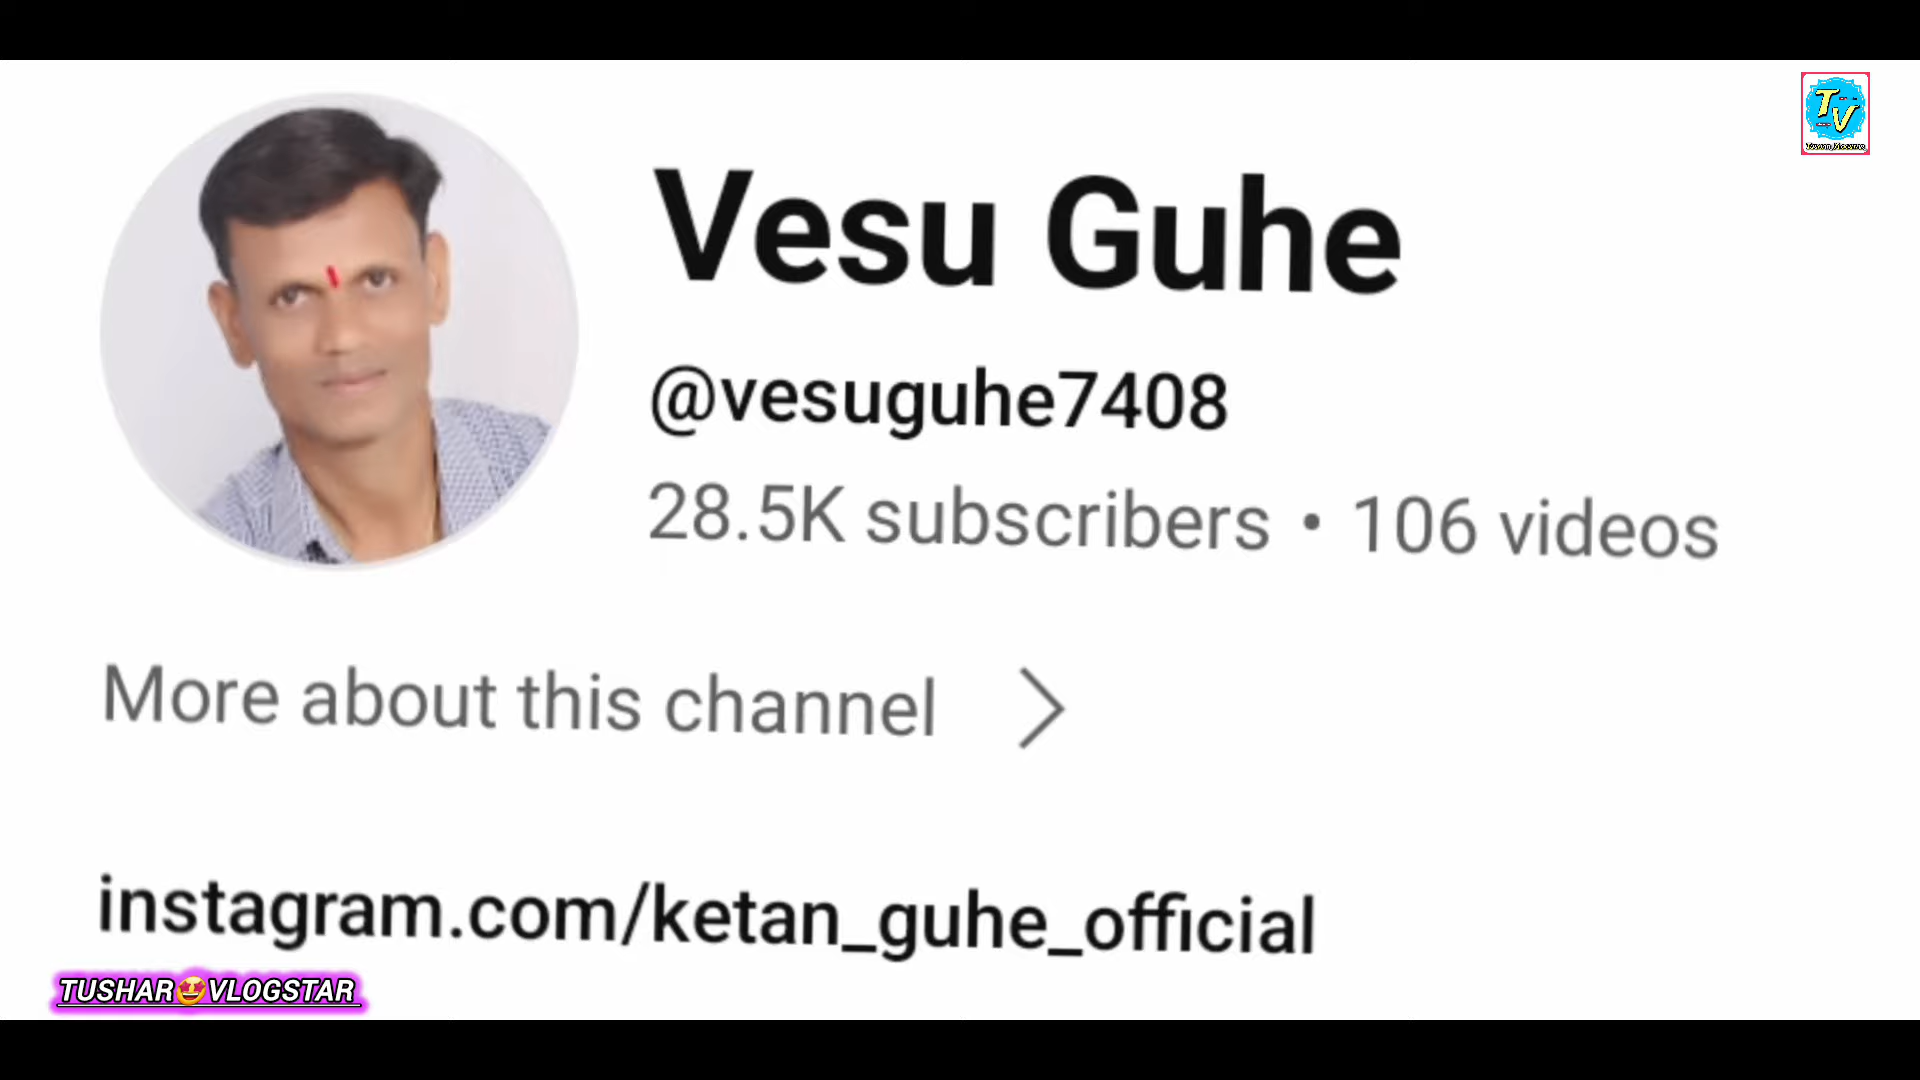 TV
Vesu Guhe
@vesuguhe7408
28.5K subscribers • 106 videos
More about this channel >
instagram.com/ketan_guhe_official
TUSHAR🤩VLOGSTAR